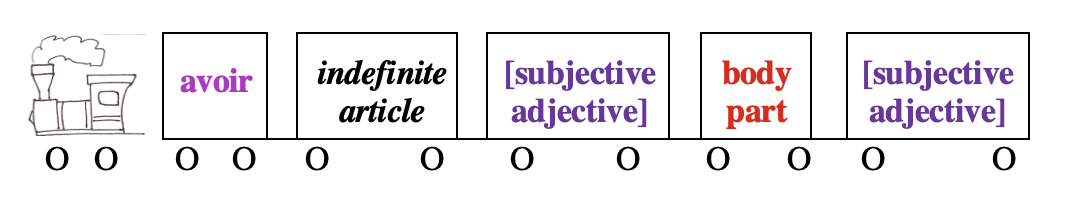 avoir
indefinite
article
[subjective
adjective]
body
part
[subjective
adjective]
O O O O O O O O O O O O